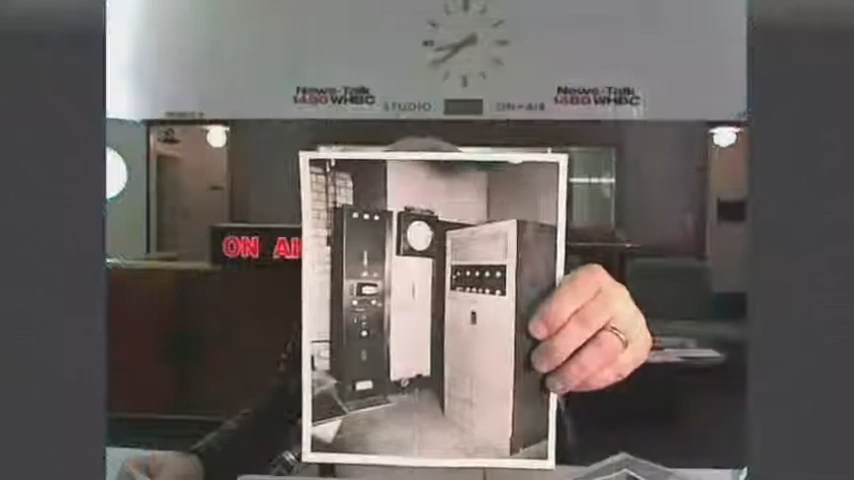 News-Talk
1480 WHBC
STUDIO
ON-AIR
News-Talk
1480 WHBC
ON AI